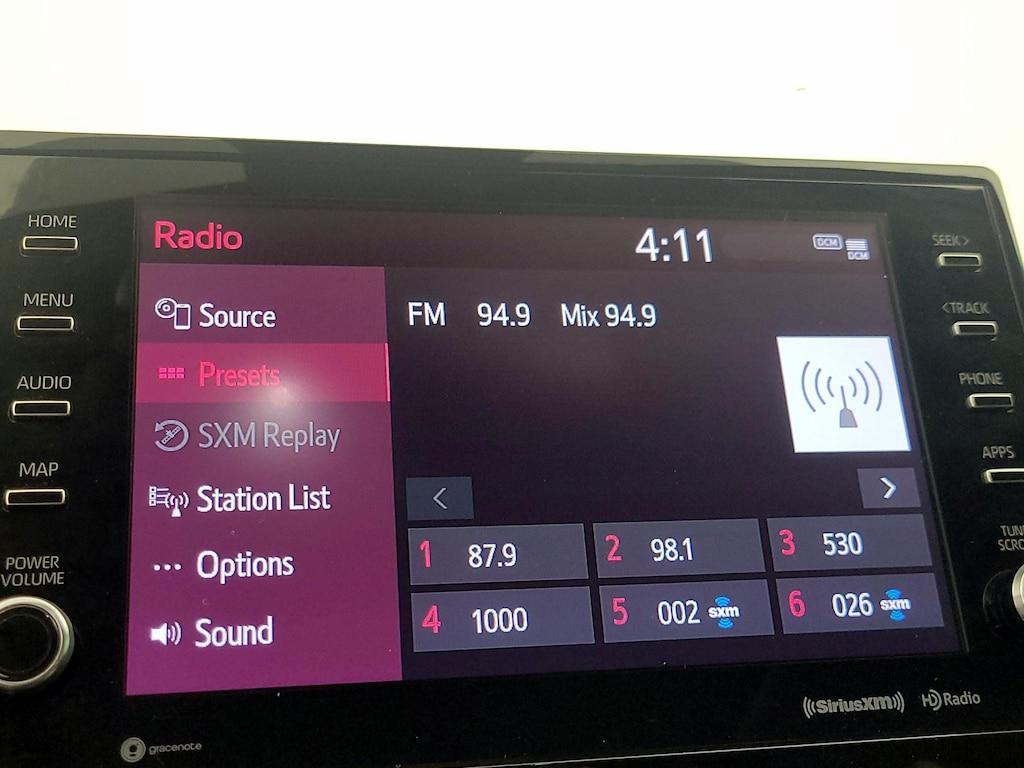 HOME
MENU
AUDIO
MAP
POWER
VOLUME
Radio
4:11
DCM
DCM
Source
Presets
SXM Replay
Station List
Options
Sound
FM 94.9 Mix 94.9
1 87.9
2 98.1
3 530
4 1000
5 002 sxm
6 026 sxm
SEEK >
< TRACK
PHONE
APPS
gracenote
((SiriusXM))
HD Radio